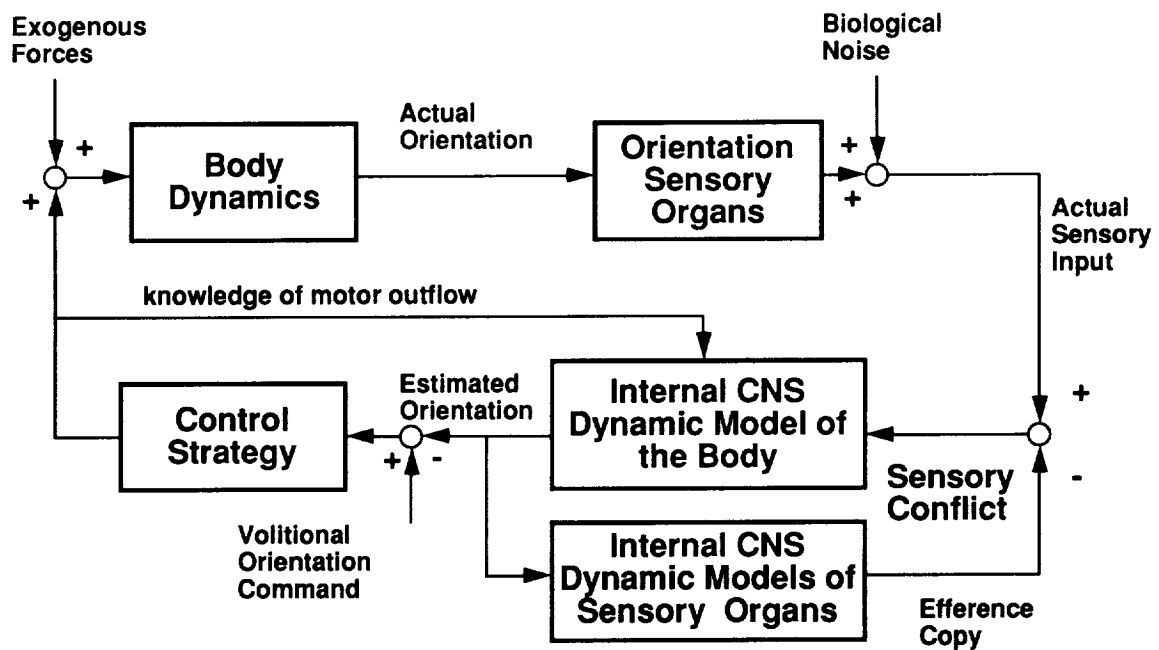 Exogenous
Forces
Biological
Noise
+
+
Body
Dynamics
Actual
Orientation
Orientation
Sensory
Organs
+
+
Actual
Sensory
Input
knowledge of motor outflow
Control
Strategy
Estimated
Orientation
+
-
Volitional
Orientation
Command
Internal CNS
Dynamic Model of
the Body
+
-
Sensory
Conflict
Internal CNS
Dynamic Models of
Sensory Organs
Efference
Copy